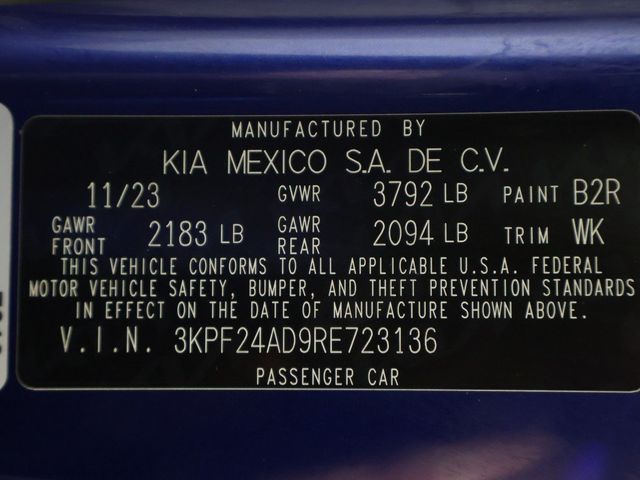 MANUFACTURED BY
KIA MEXICO S.A. DE C.V.
11/23 GVWR 3792 LB PAINT B2R
GAWR FRONT 2183 LB GAWR REAR 2094 LB TRIM WK
THIS VEHICLE CONFORMS TO ALL APPLICABLE U.S.A. FEDERAL
MOTOR VEHICLE SAFETY, BUMPER, AND THEFT PREVENTION STANDARDS
IN EFFECT ON THE DATE OF MANUFACTURE SHOWN ABOVE.
V.I.N. 3KPF24AD9RE723136
PASSENGER CAR